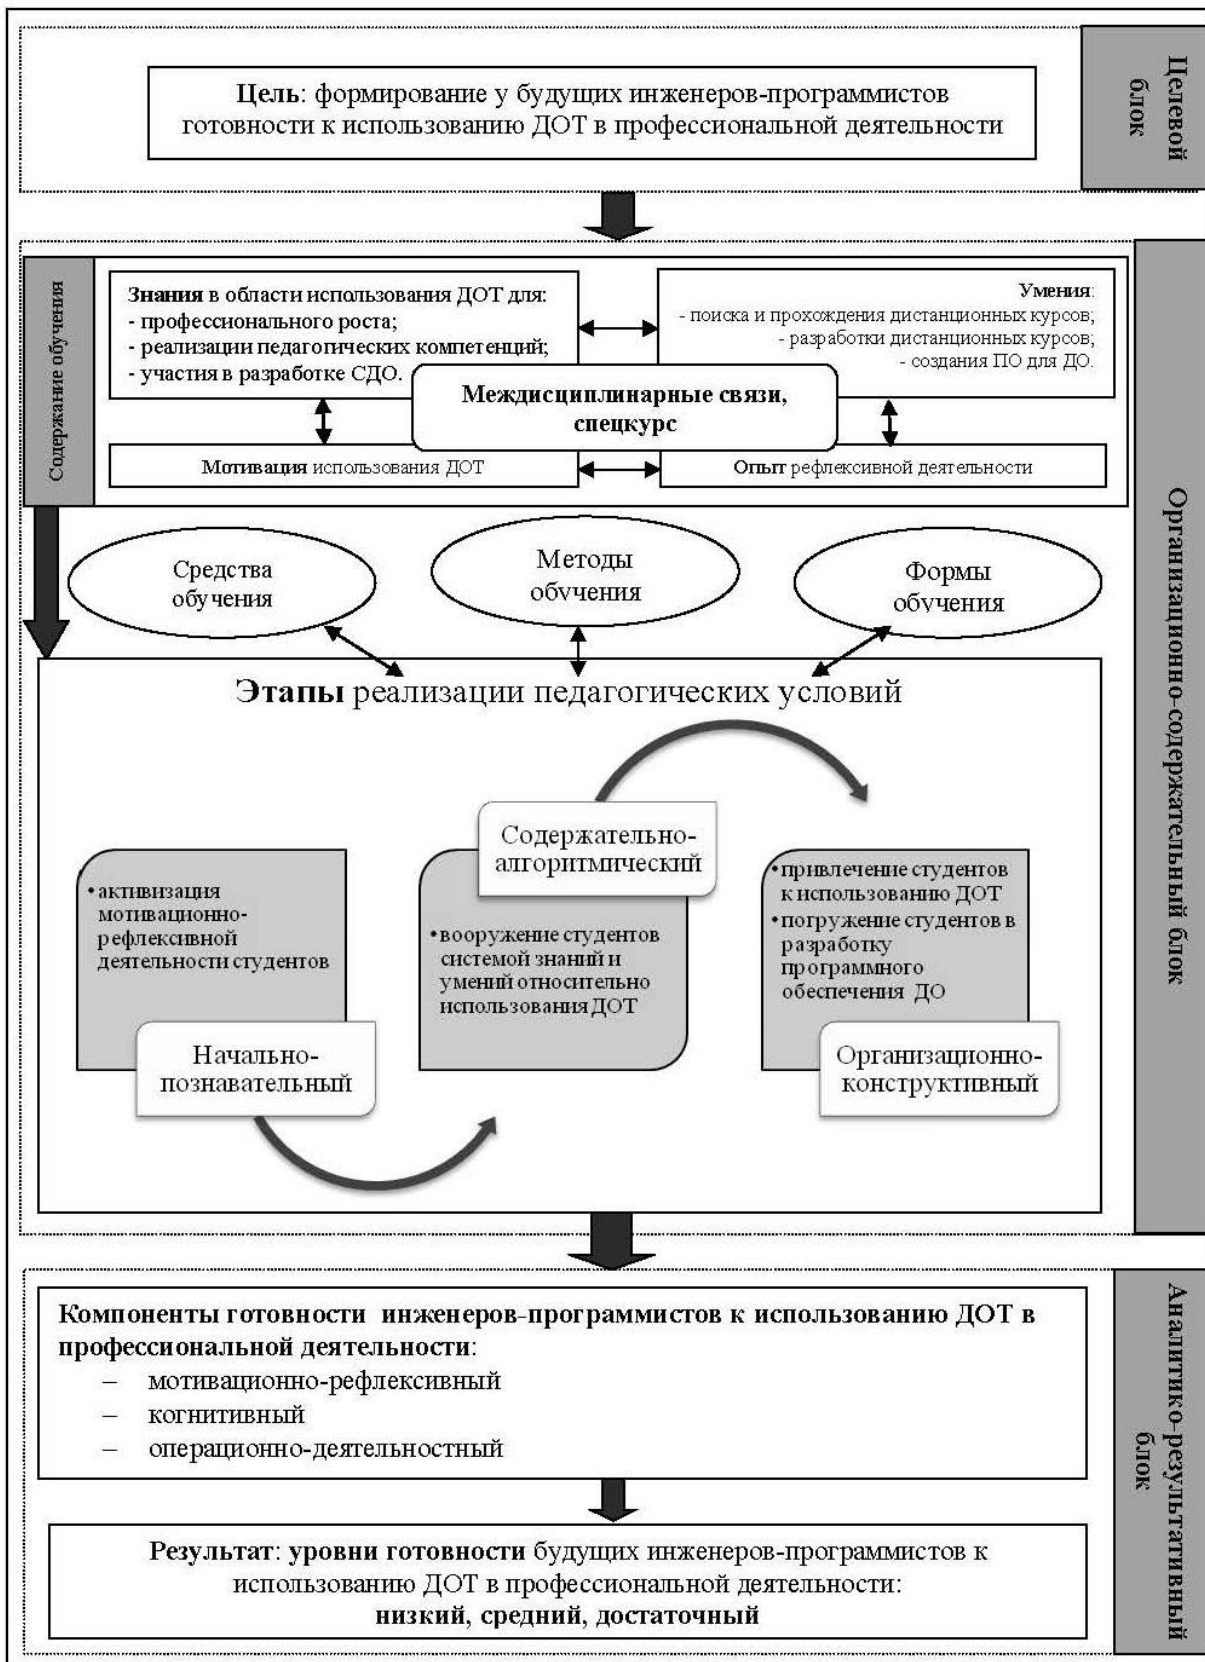 Целевой
блок
Цель: формирование у будущих инженеров-программистов
готовности к использованию ДОТ в профессиональной деятельности
Организационно-содержательный блок
Содержание обучения
Знания в области использования ДОТ для:
- профессионального роста;
- реализации педагогических компетенций;
- участия в разработке СДО.
Умения:
- поиска и прохождения дистанционных курсов;
- разработки дистанционных курсов;
- создания ПО для ДО.
Междисциплинарные связи,
спецкурс
Мотивация использования ДОТ
Опыт рефлексивной деятельности
Средства
обучения
Методы
обучения
Формы
обучения
Этапы реализации педагогических условий
• активизация
мотивационно-
рефлексивной
деятельности студентов
Начально-
познавательный
Содержательно-
алгоритмический
• вооружение студентов
системой знаний и
умений относительно
использования ДОТ
• привлечение студентов
к использованию ДОТ
• погружение студентов в
разработку
программного
обеспечения ДО
Организационно-
конструктивный
Аналитико-результативный
блок
Компоненты готовности инженеров-программистов к использованию ДОТ в
профессиональной деятельности:
– мотивационно-рефлексивный
– когнитивный
– операционно-деятельностный
Результат: уровни готовности будущих инженеров-программистов к
использованию ДОТ в профессиональной деятельности:
низкий, средний, достаточный